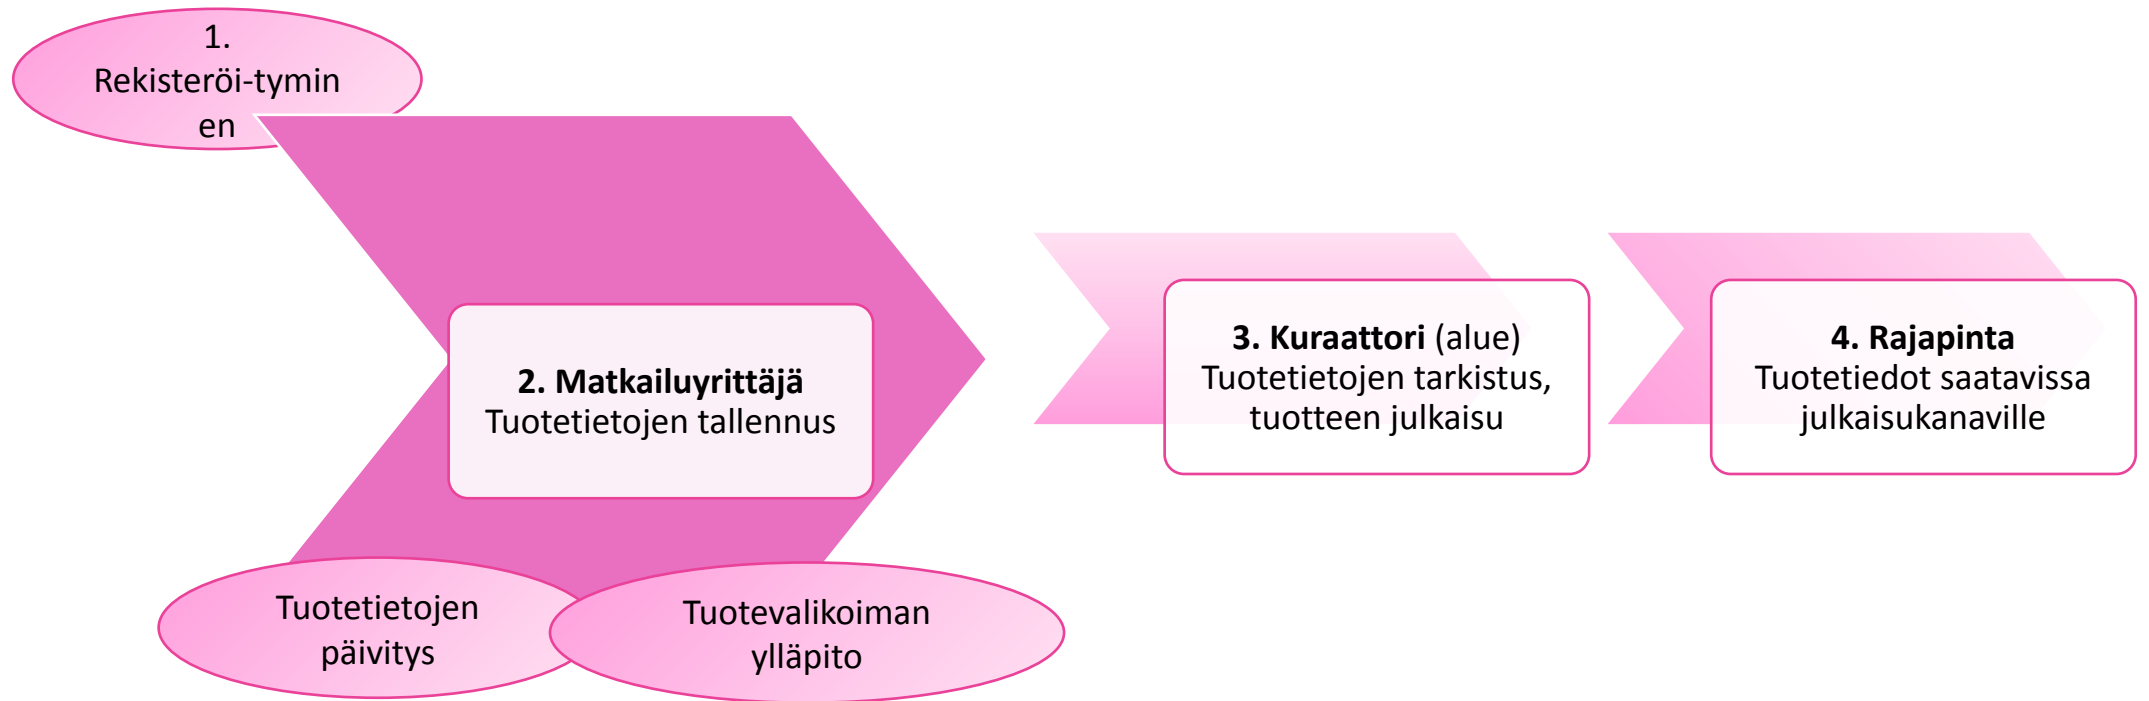 1.
Rekisteröi-tymin
en
2. Matkailuyrittäjä
Tuotetietojen tallennus
Tuotetietojen
päivitys
Tuotevalikoiman
ylläpito
3. Kuraattori (alue)
Tuotetietojen tarkistus,
tuotteen julkaisu
4. Rajapinta
Tuotetiedot saatavissa
julkaisukanaville